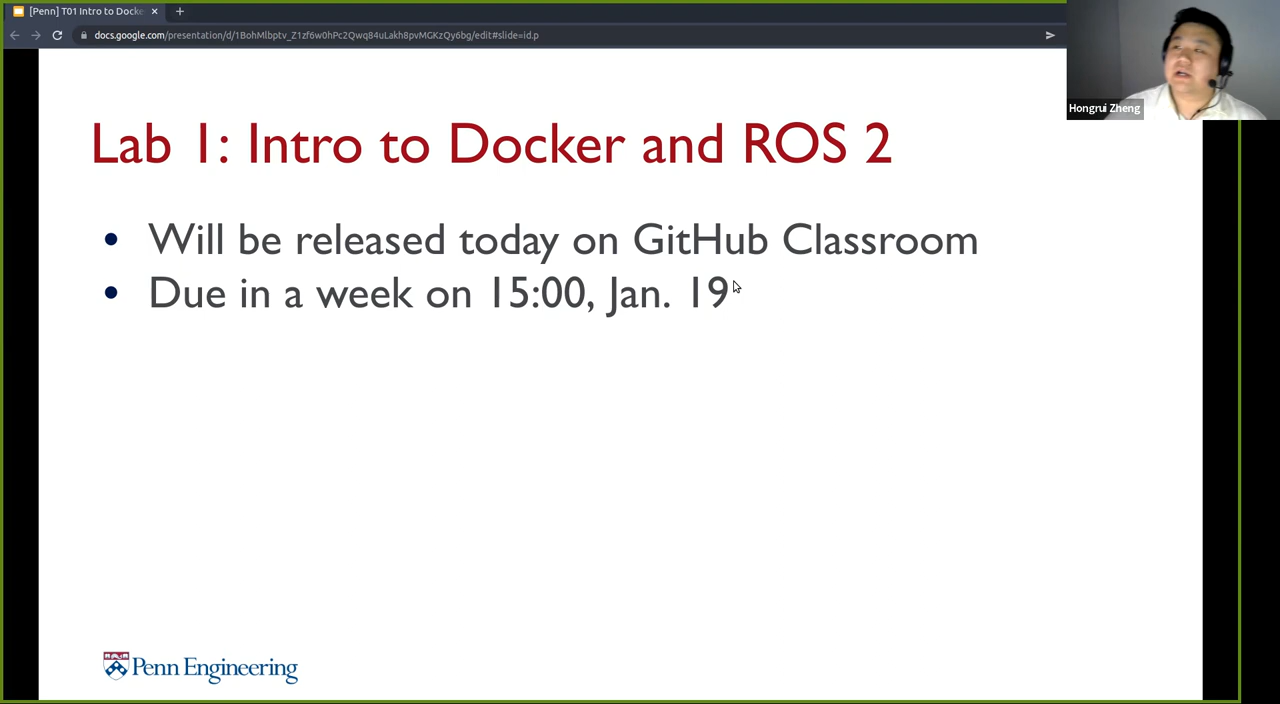 [Penn] T01 Intro to Docke
docs.google.com/presentation/d/1BohMlbptv_Z1zf6w0hPc2Qwq84uLakh8pvMGKzQy6bg/edit#slide=id.p
Hongrui Zheng
Lab 1: Intro to Docker and ROS 2
• Will be released today on GitHub Classroom
• Due in a week on 15:00, Jan. 19
Penn Engineering